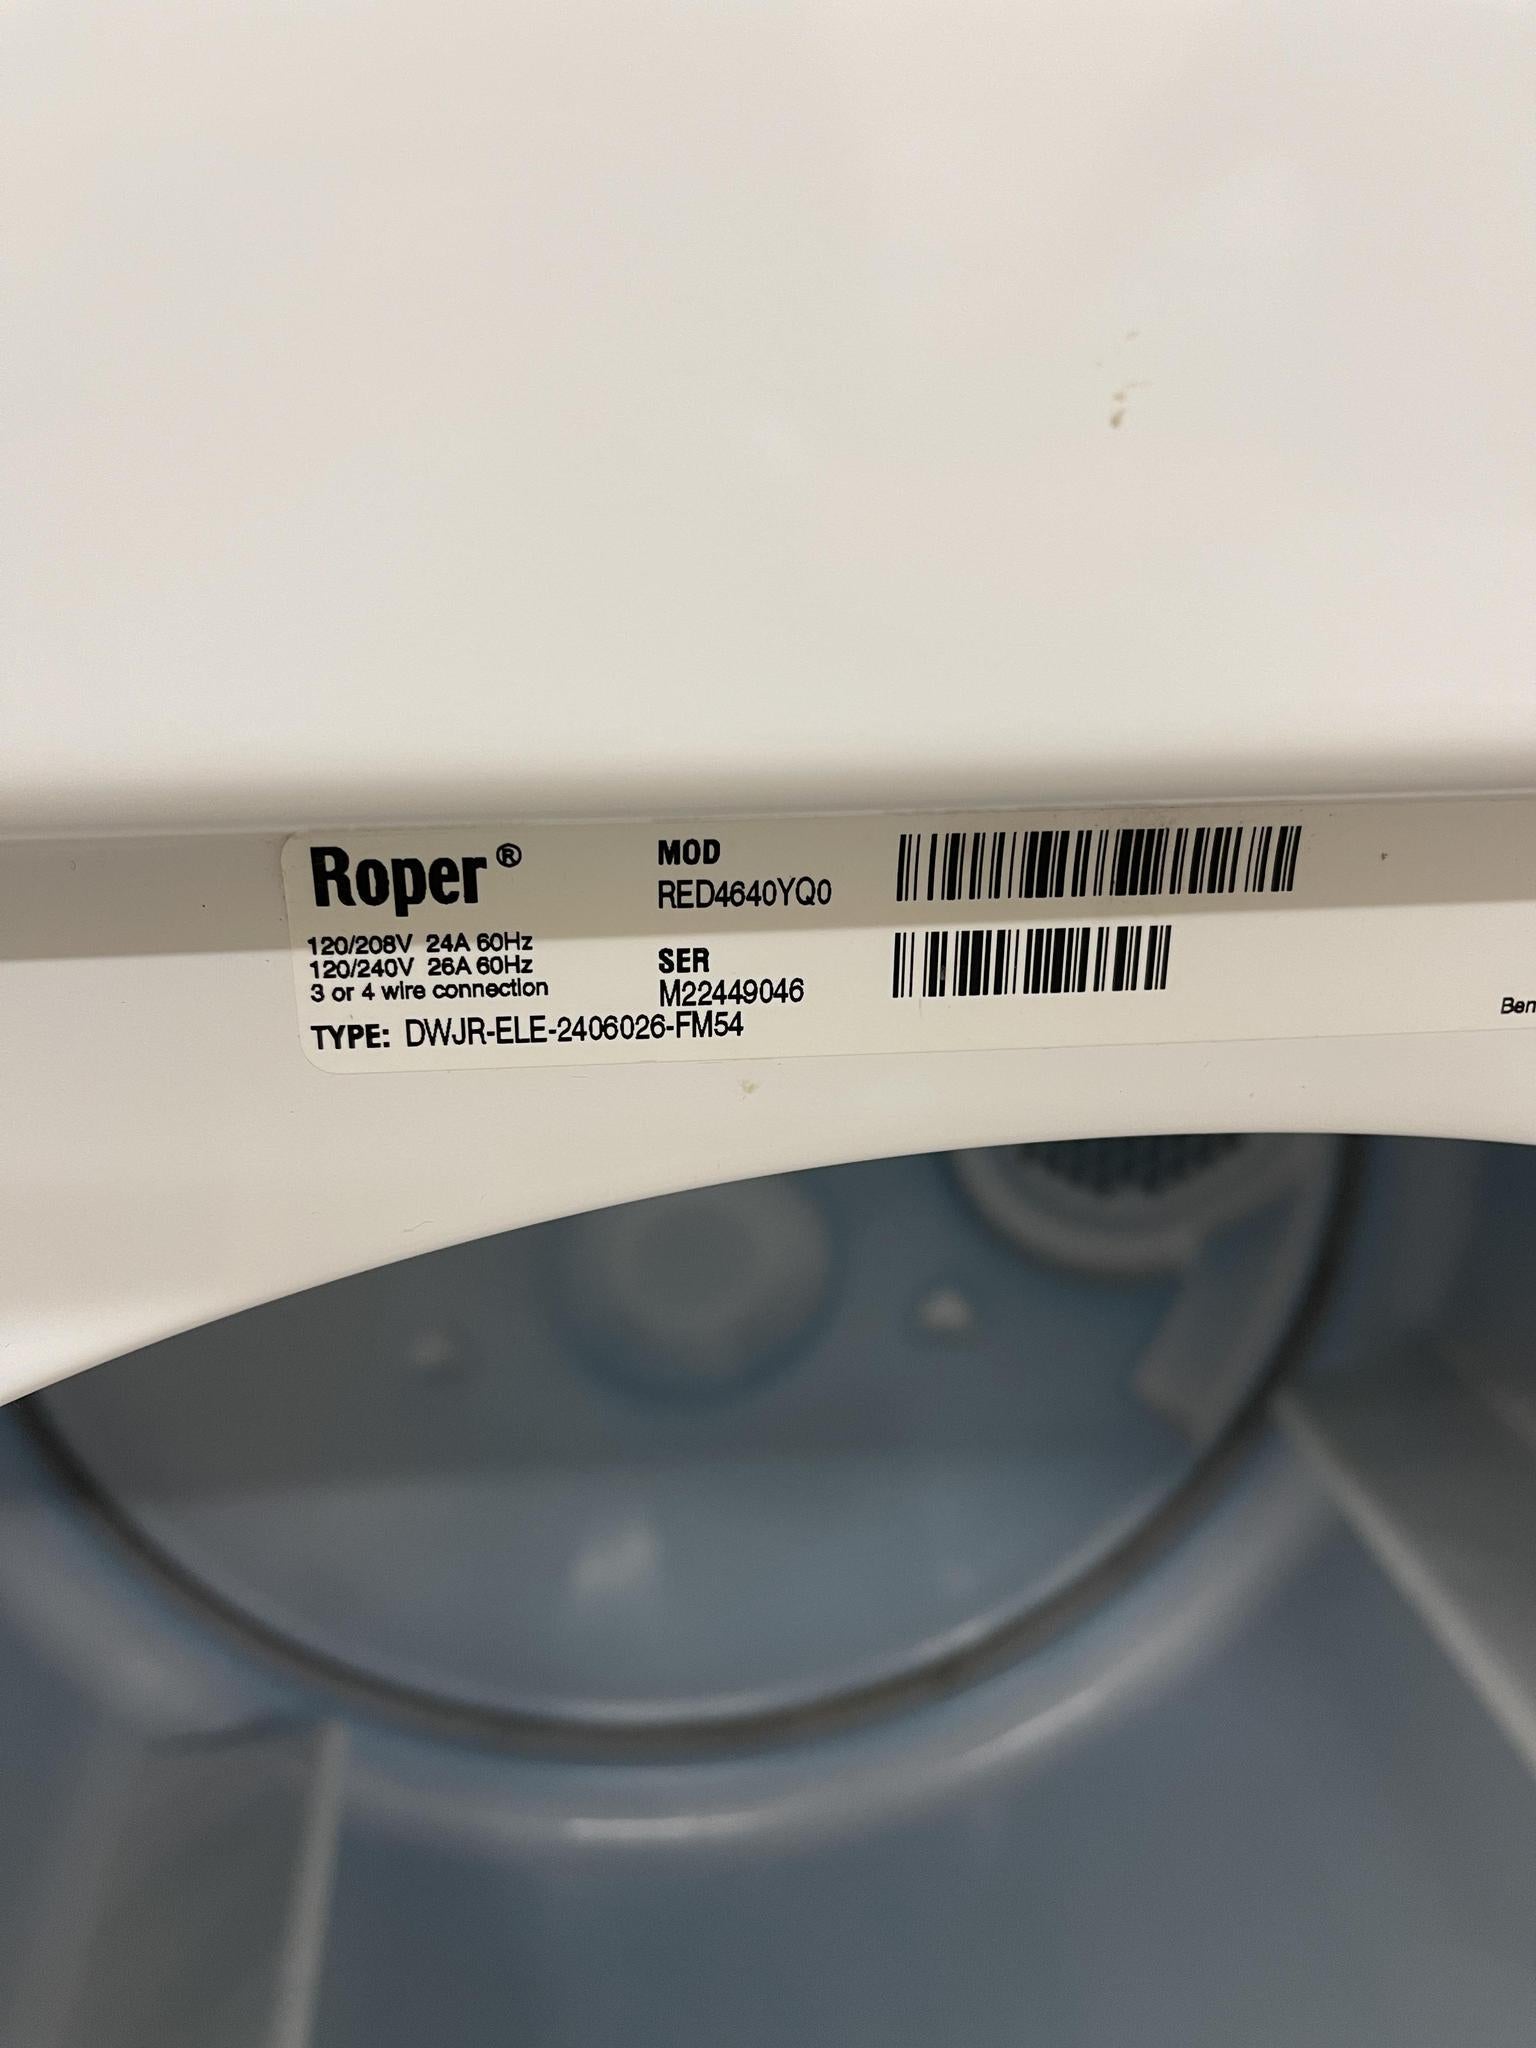 Roper®
120/208V 24A 60Hz
120/240V 26A 60Hz
3 or 4 wire connection
TYPE: DWJR-ELE-2406026-FM54
MOD
RED4640YQ0
SER
M22449046